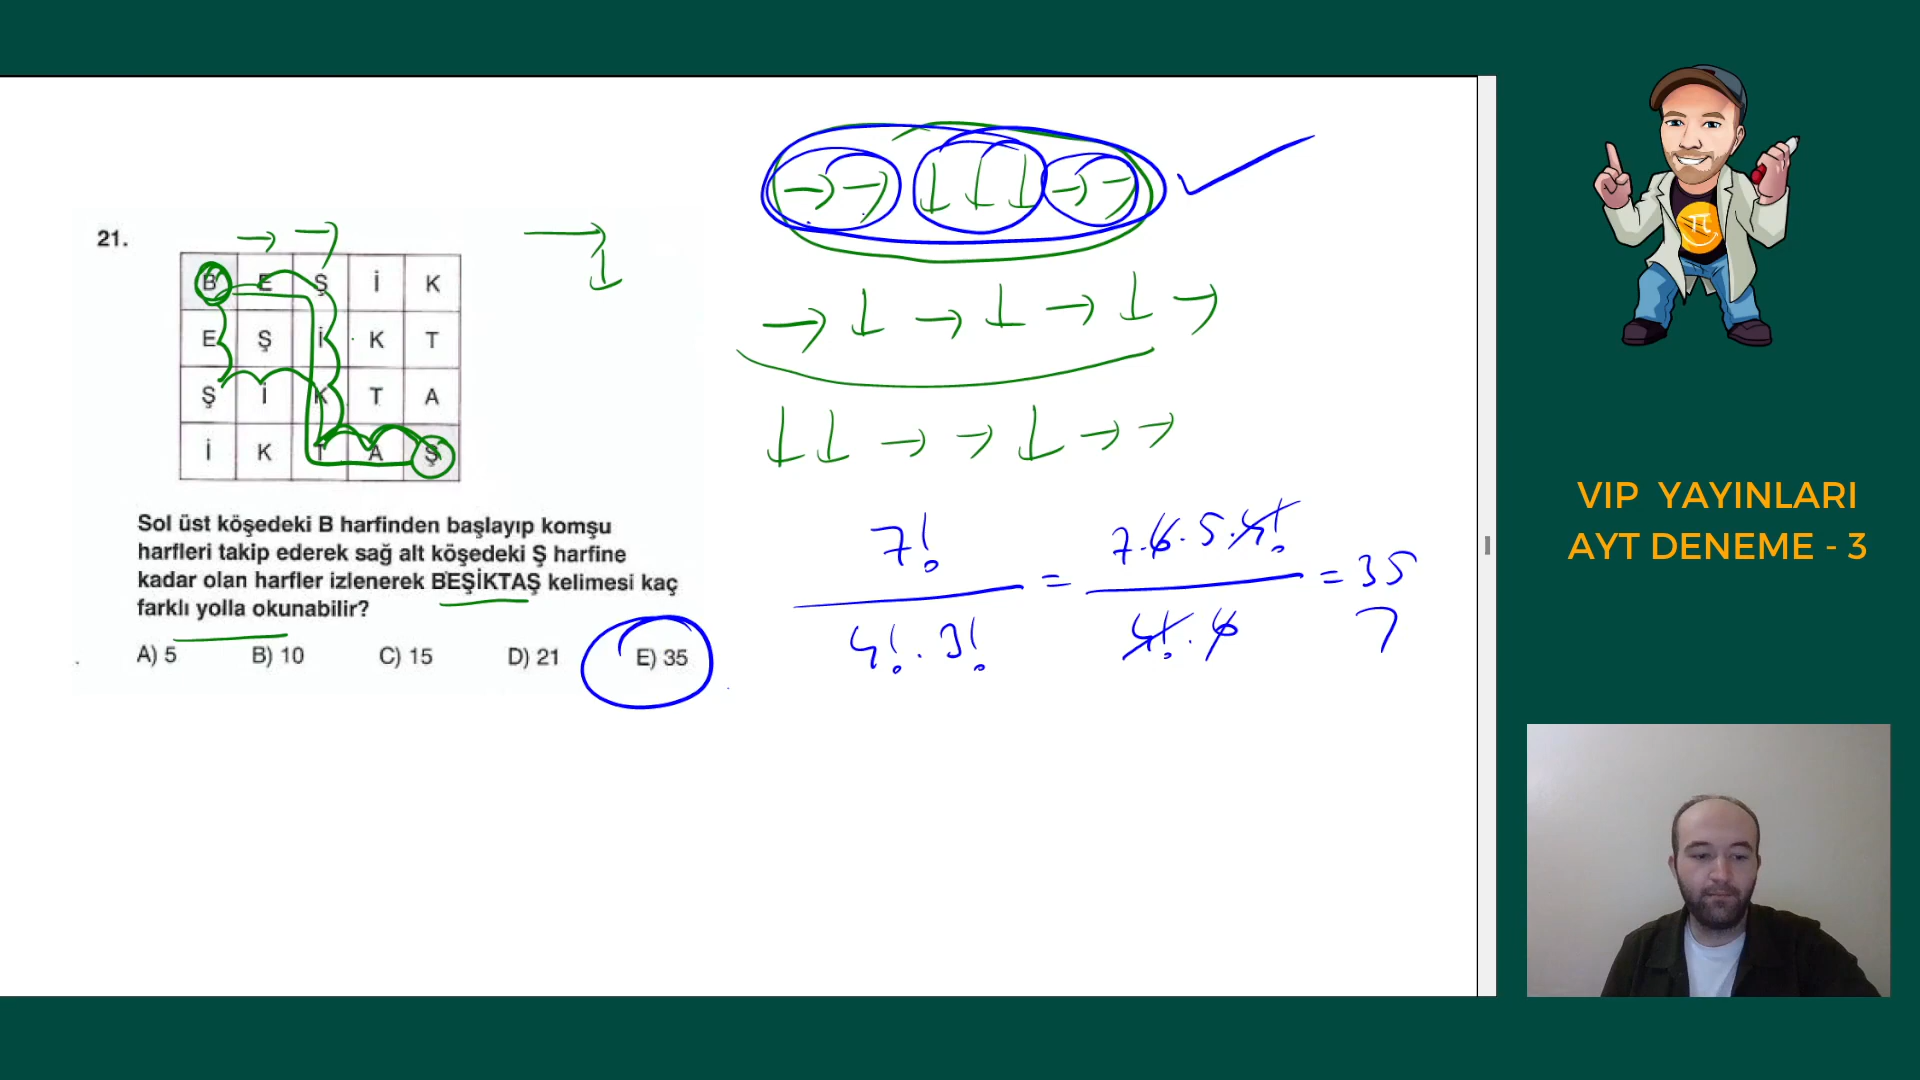 21.
B E Ş İ K
E Ş İ K T
Ş İ K T A
İ K T A Ş
Sol üst köşedeki B harfinden başlayıp komşu
harfleri takip ederek sağ alt köşedeki Ş harfine
kadar olan harfler izlenerek BEŞİKTAŞ kelimesi kaç
farklı yolla okunabilir?
A) 5 B) 10 C) 15 D) 21 E) 35
→ →
→ ↓
→ → ↓ ↓ ↓ → →
→ ↓ → ↓ → ↓ →
↓ ↓ → → ↓ → →
7! / 4! . 3! = 7.6.5.4! / 4!.6 = 35
π
VIP YAYINLARI
AYT DENEME - 3